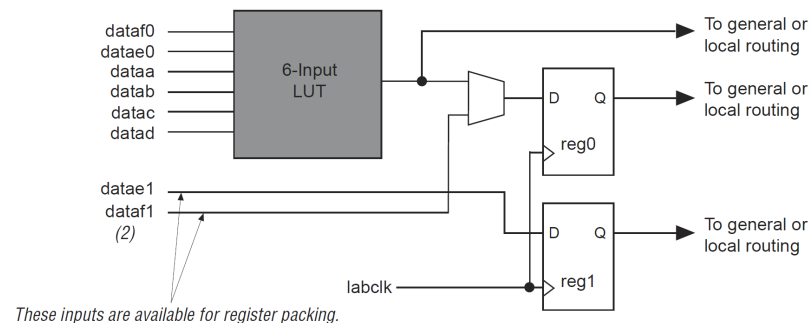 dataf0
datae0
dataa
datab
datac
datad
6-Input
LUT
To general or
local routing
D Q
reg0
To general or
local routing
datae1
dataf1
(2)
D Q
reg1
To general or
local routing
labclk
These inputs are available for register packing.